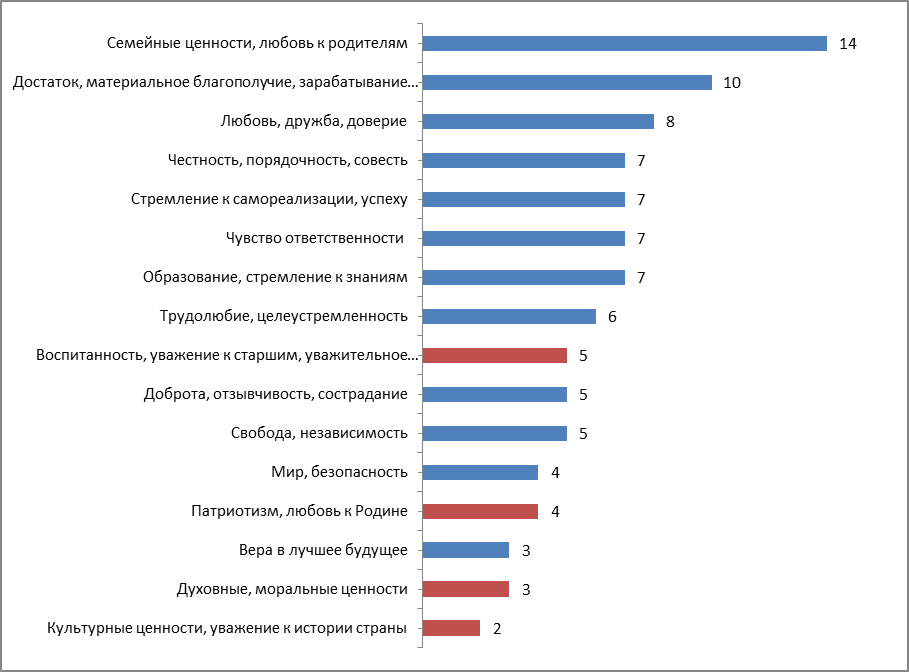 Семейные ценности, любовь к родителям 14
Достаток, материальное благополучие, зарабатывание... 10
Любовь, дружба, доверие 8
Честность, порядочность, совесть 7
Стремление к самореализации, успеху 7
Чувство ответственности 7
Образование, стремление к знаниям 7
Трудолюбие, целеустремленность 6
Воспитанность, уважение к старшим, уважительное... 5
Доброта, отзывчивость, сострадание 5
Свобода, независимость 5
Мир, безопасность 4
Патриотизм, любовь к Родине 4
Вера в лучшее будущее 3
Духовные, моральные ценности 3
Культурные ценности, уважение к истории страны 2